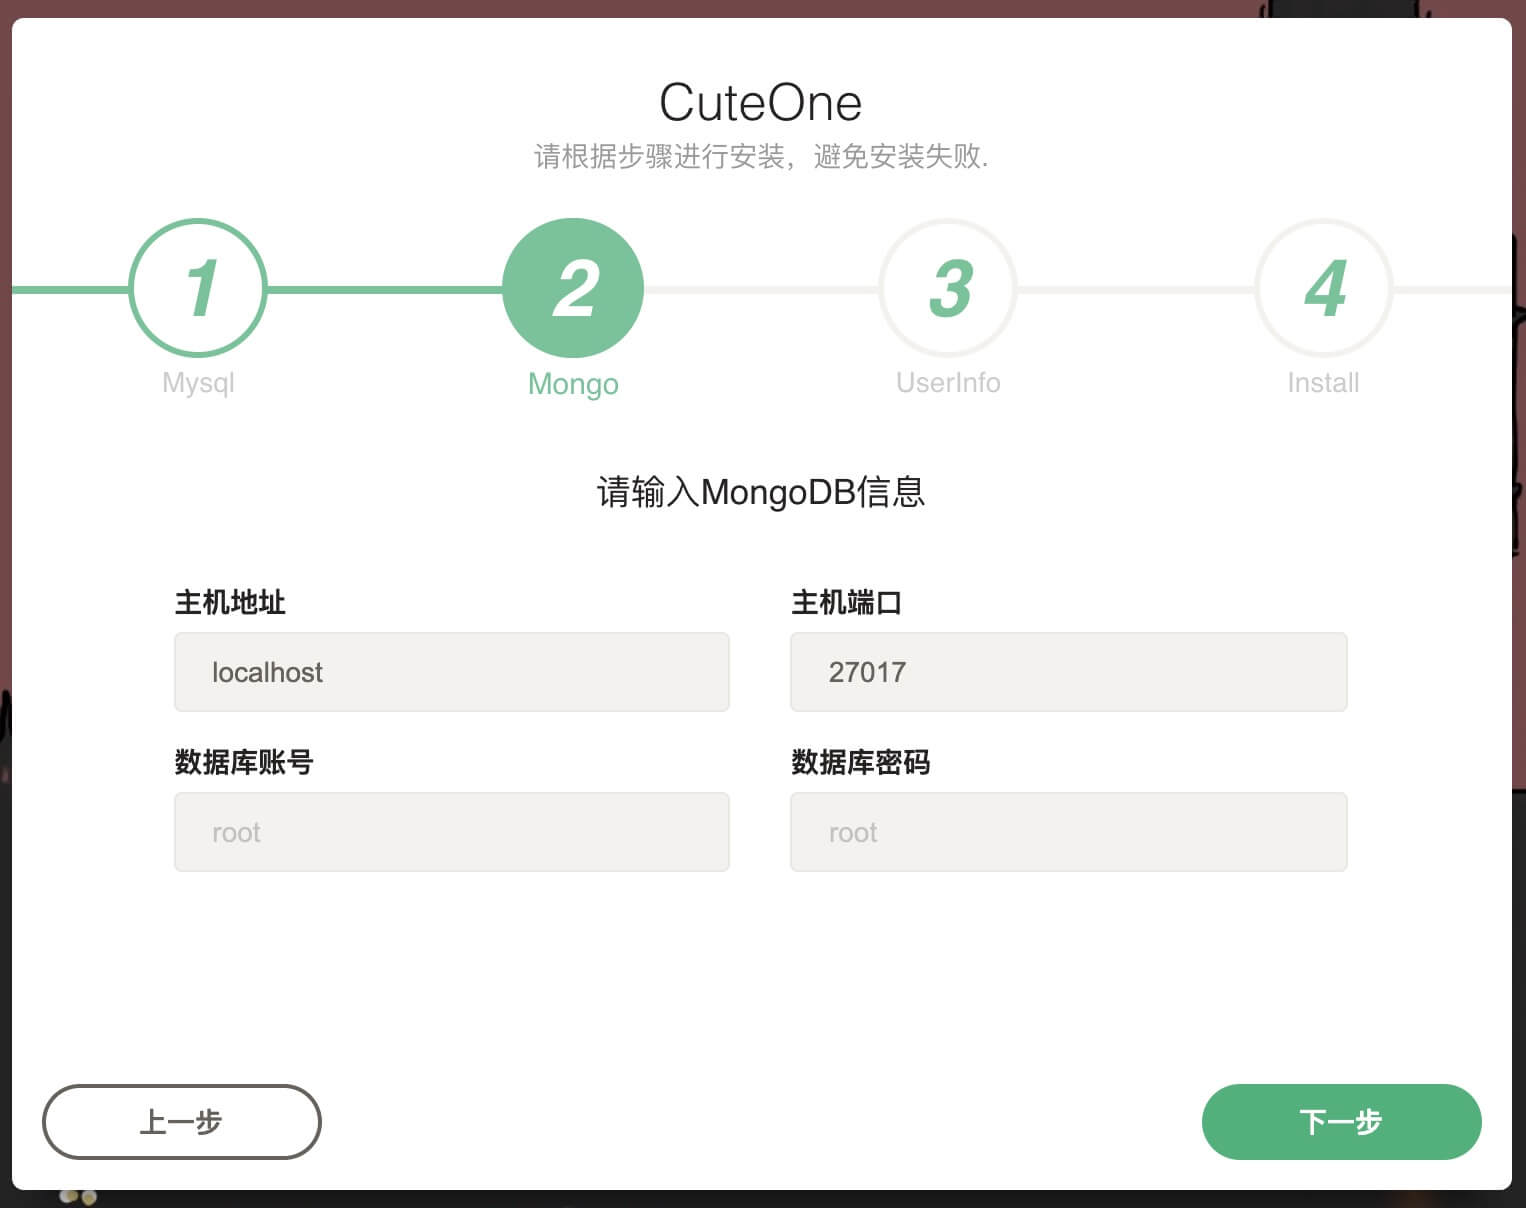 CuteOne
请根据步骤进行安装，避免安装失败.
1
2
3
4
Mysql
Mongo
UserInfo
Install
请输入MongoDB信息
主机地址
主机端口
localhost
27017
数据库账号
数据库密码
root
root
上一步
下一步